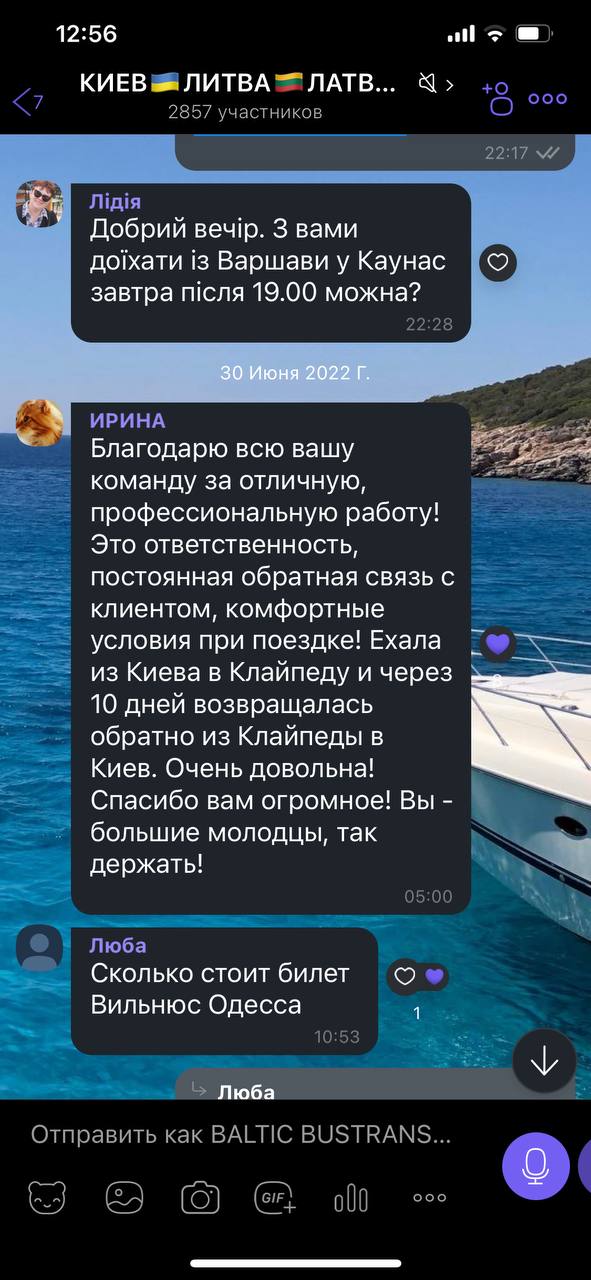 12:56
7
КИЕВ🇺🇦ЛИТВА🇱🇹ЛАТВ...
2857 участников
22:17
Лідія
Добрий вечір. З вами
доїхати із Варшави у Каунас
завтра після 19.00 можна?
22:28
30 Июня 2022 Г.
ИРИНА
Благодарю всю вашу
команду за отличную,
профессиональную работу!
Это ответственность,
постоянная обратная связь с
клиентом, комфортные
условия при поездке! Ехала
из Киева в Клайпеду и через
10 дней возвращалась
обратно из Клайпеды в
Киев. Очень довольна!
Спасибо вам огромное! Вы -
большие молодцы, так
держать!
05:00
Люба
Сколько стоит билет
Вильнюс Одесса
1
10:53
Люба
Отправить как BALTIC BUSTRANS...
GIF